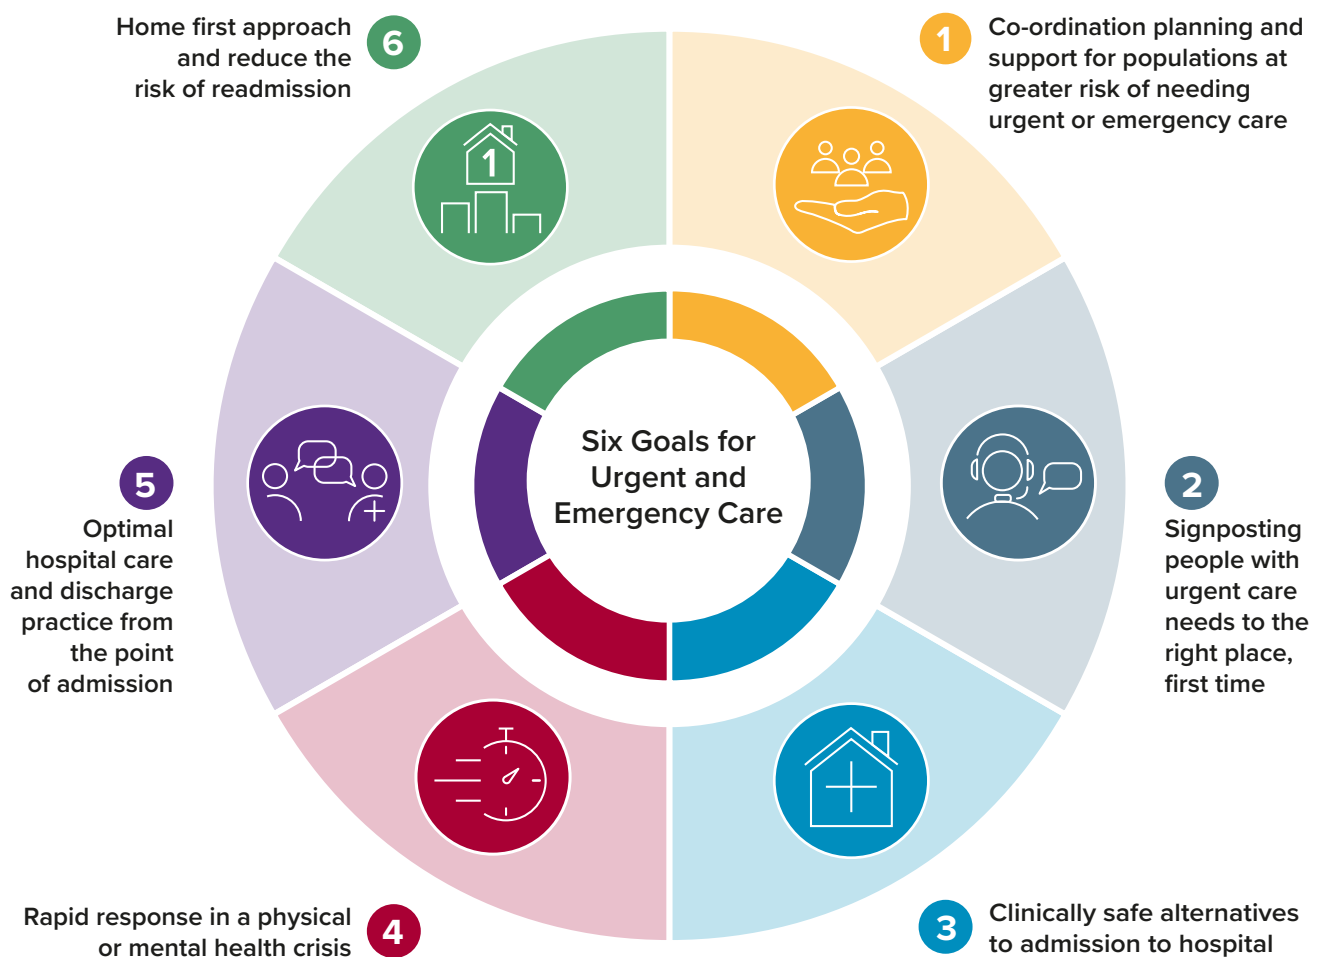 Six Goals for
Urgent and
Emergency Care
1
Co-ordination planning and
support for populations at
greater risk of needing
urgent or emergency care
2
Signposting
people with
urgent care
needs to the
right place,
first time
3
Clinically safe alternatives
to admission to hospital
4
Rapid response in a physical
or mental health crisis
5
Optimal
hospital care
and discharge
practice from
the point
of admission
6
Home first approach
and reduce the
risk of readmission
1